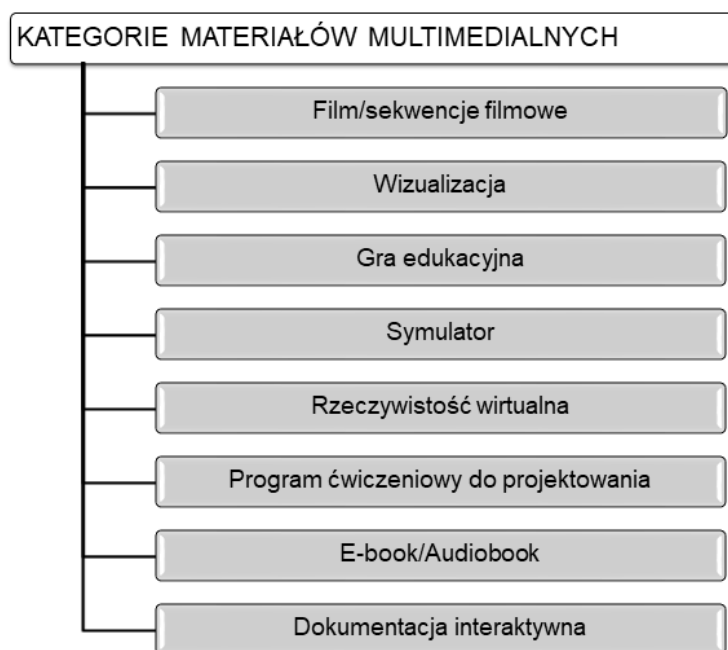 KATEGORIE MATERIAŁÓW MULTIMEDIALNYCH
Film/sekwencje filmowe
Wizualizacja
Gra edukacyjna
Symulator
Rzeczywistość wirtualna
Program ćwiczeniowy do projektowania
E-book/Audiobook
Dokumentacja interaktywna